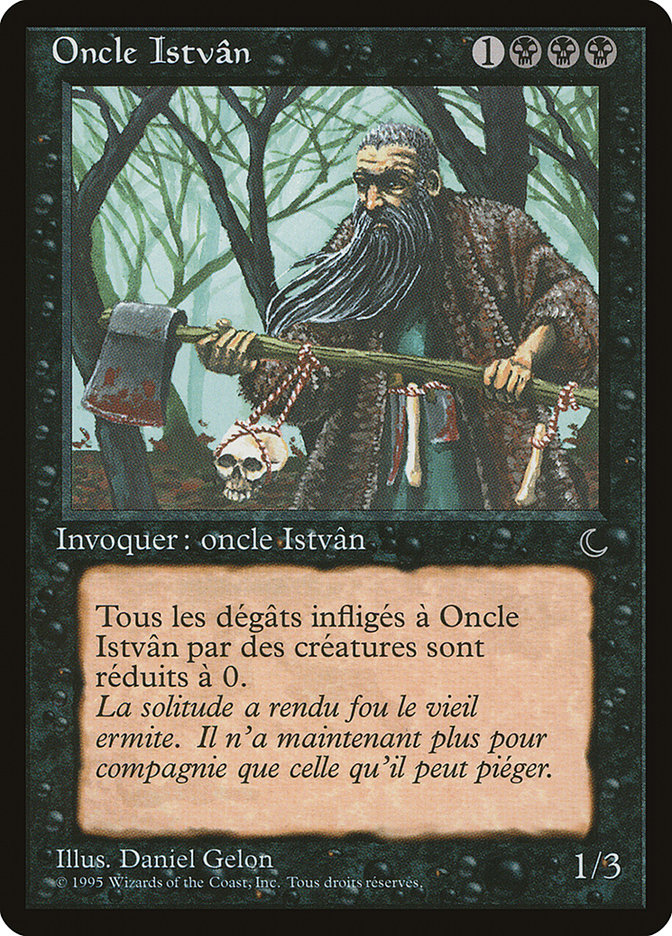 Oncle Istvân
1
Invoquer : oncle Istvân
Tous les dégâts infligés à Oncle
Istvân par des créatures sont
réduits à 0.
La solitude a rendu fou le vieil
ermite. Il n'a maintenant plus pour
compagnie que celle qu'il peut piéger.
Illus. Daniel Gelon
1/3
© 1995 Wizards of the Coast, Inc. Tous droits réservés.